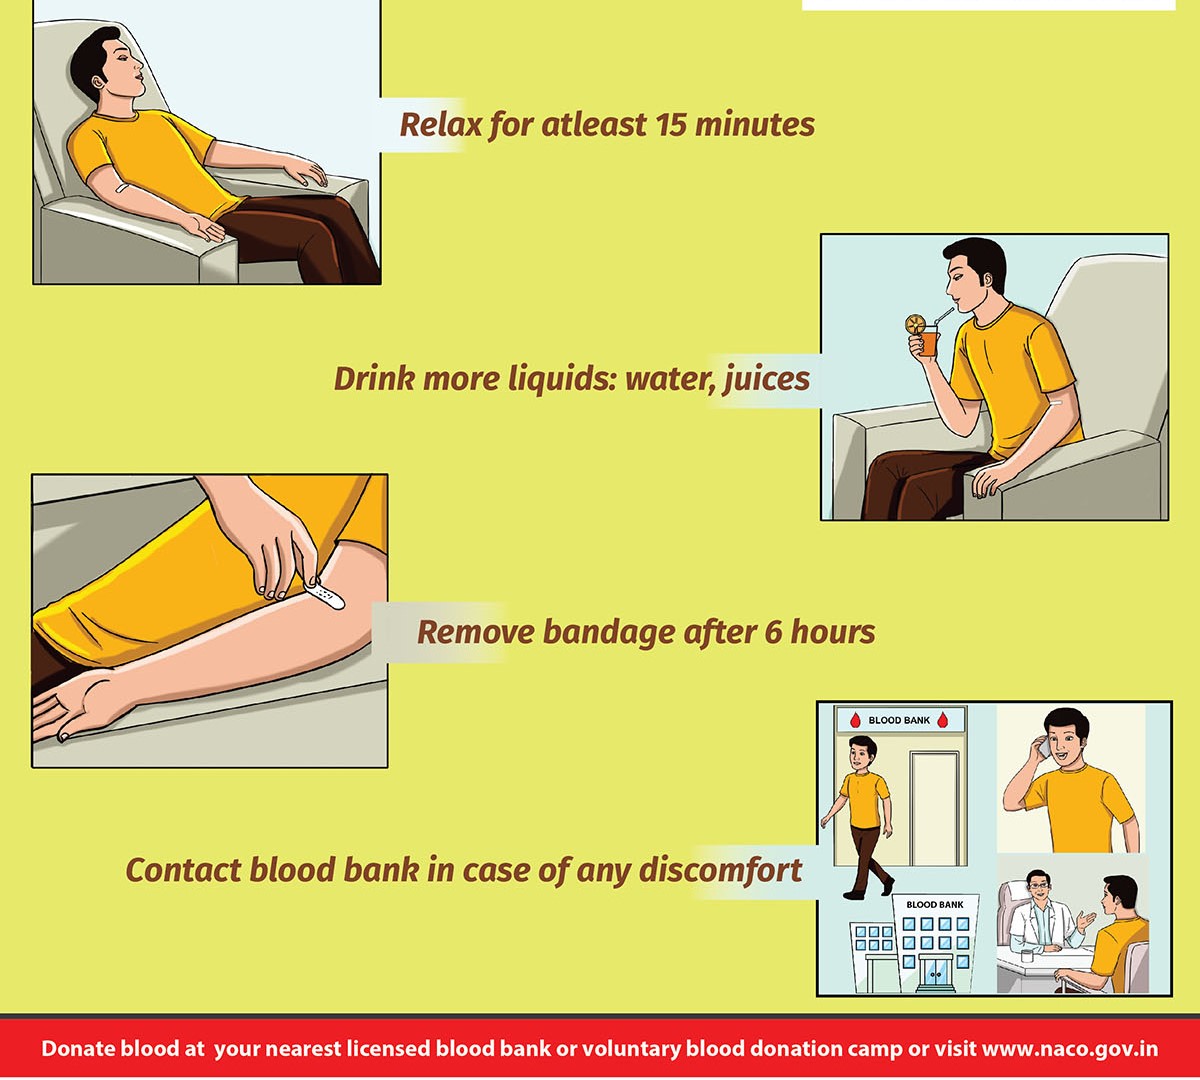 Relax for atleast 15 minutes
Drink more liquids: water, juices
Remove bandage after 6 hours
BLOOD BANK
Contact blood bank in case of any discomfort
BLOOD BANK
Donate blood at your nearest licensed blood bank or voluntary blood donation camp or visit www.naco.gov.in